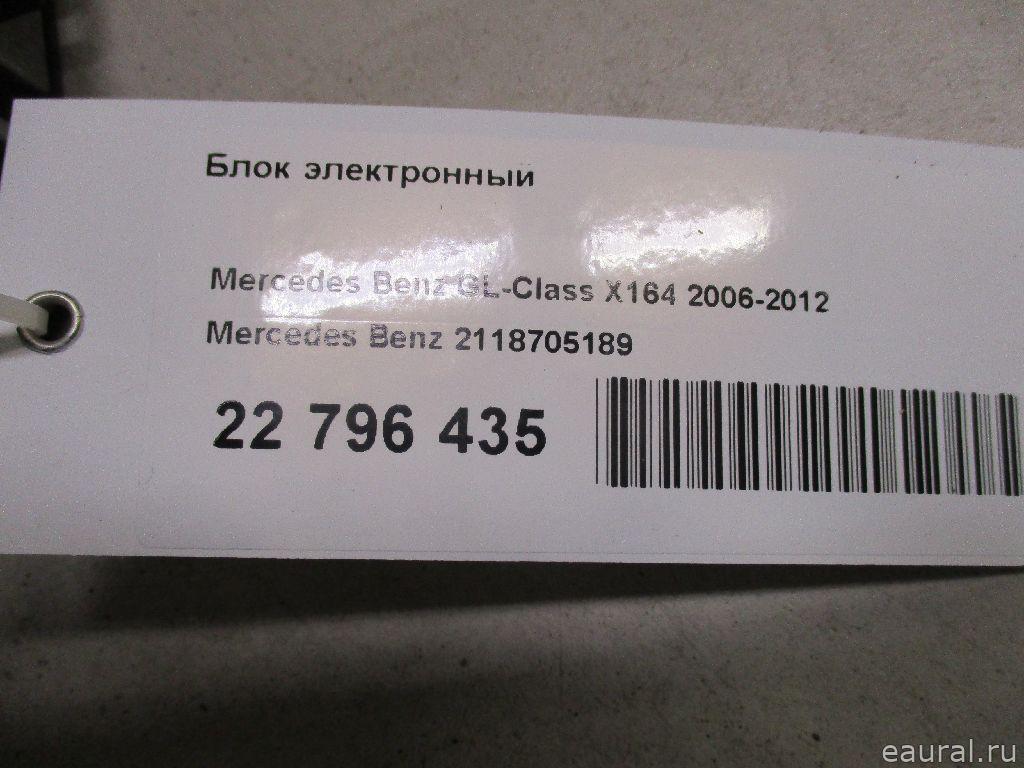 Блок электронный
Mercedes Benz GL-Class X164 2006-2012
Mercedes Benz 2118705189
22 796 435
eaural.ru